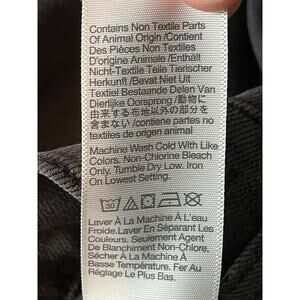 Contains Non Textile Parts
Of Animal Origin/Contient
Des Pièces Non Textiles
D'origine Animale/Enthält
Nicht-Textile Teile Tierischer
Herkunft/Bevat Niet Uit
Textiel Bestaande Delen Van
Dierlijke Oorsprong/動物に
由来する布地以外の部分を
含まない/contiene partes no
textiles de origen animal
Machine Wash Cold With Like
Colors. Non-Chlorine Bleach
Only. Tumble Dry Low. Iron
On Lowest Setting.
Laver À La Machine À L'eau
Froide. Laver En Séparant Les
Couleurs. Seulement Agent
De Blanchiment Non-Chlore.
Sécher À La Machine À
Basse Température. Fer Au
Réglage Le Plus Bas.